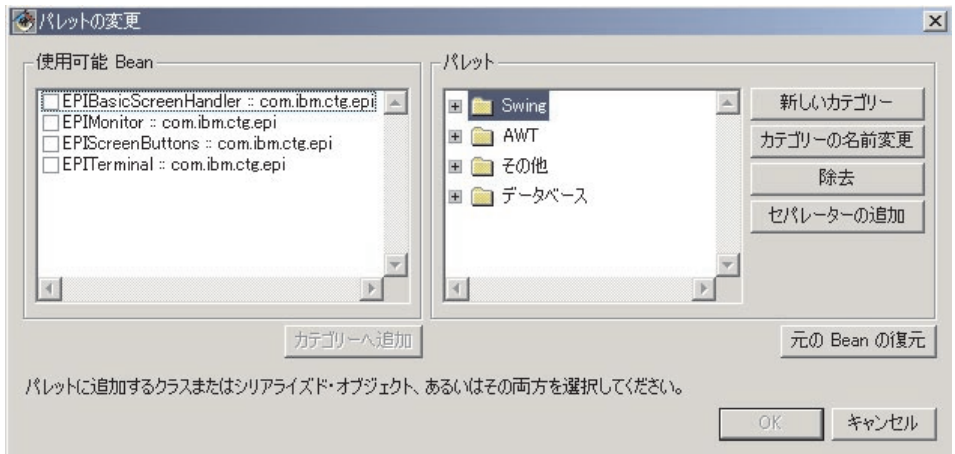 パレットの変更
使用可能 Bean
EPIBasicScreenHandler :: com.ibm.ctg.epi
EPIMonitor :: com.ibm.ctg.epi
EPIScreenButtons :: com.ibm.ctg.epi
EPITerminal :: com.ibm.ctg.epi
カテゴリーへ追加
パレット
Swing
AWT
その他
データベース
新しいカテゴリー
カテゴリーの名前変更
除去
セパレーターの追加
元の Bean の復元
パレットに追加するクラスまたはシリアライズド・オブジェクト、あるいはその両方を選択してください。
OK
キャンセル